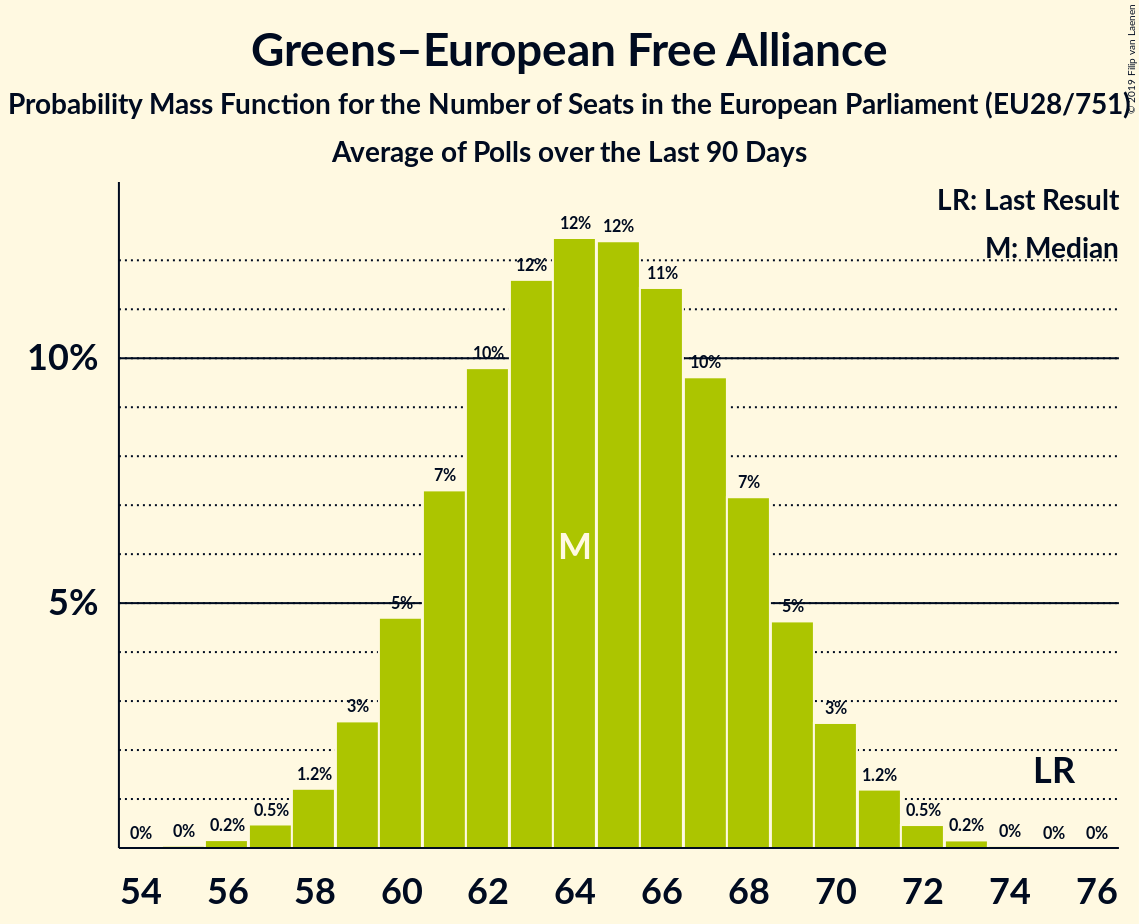 Greens–European Free Alliance
Probability Mass Function for the Number of Seats in the European Parliament (EU28/751)
Average of Polls over the Last 90 Days
© 2019 Filip van Laenen
LR: Last Result
M: Median
10%
5%
0%
0%
0.2%
0.5%
1.2%
3%
5%
7%
10%
12%
12%
12%
11%
10%
7%
5%
3%
1.2%
0.5%
0.2%
0%
0%
0%
M
LR
54 56 58 60 62 64 66 68 70 72 74 76